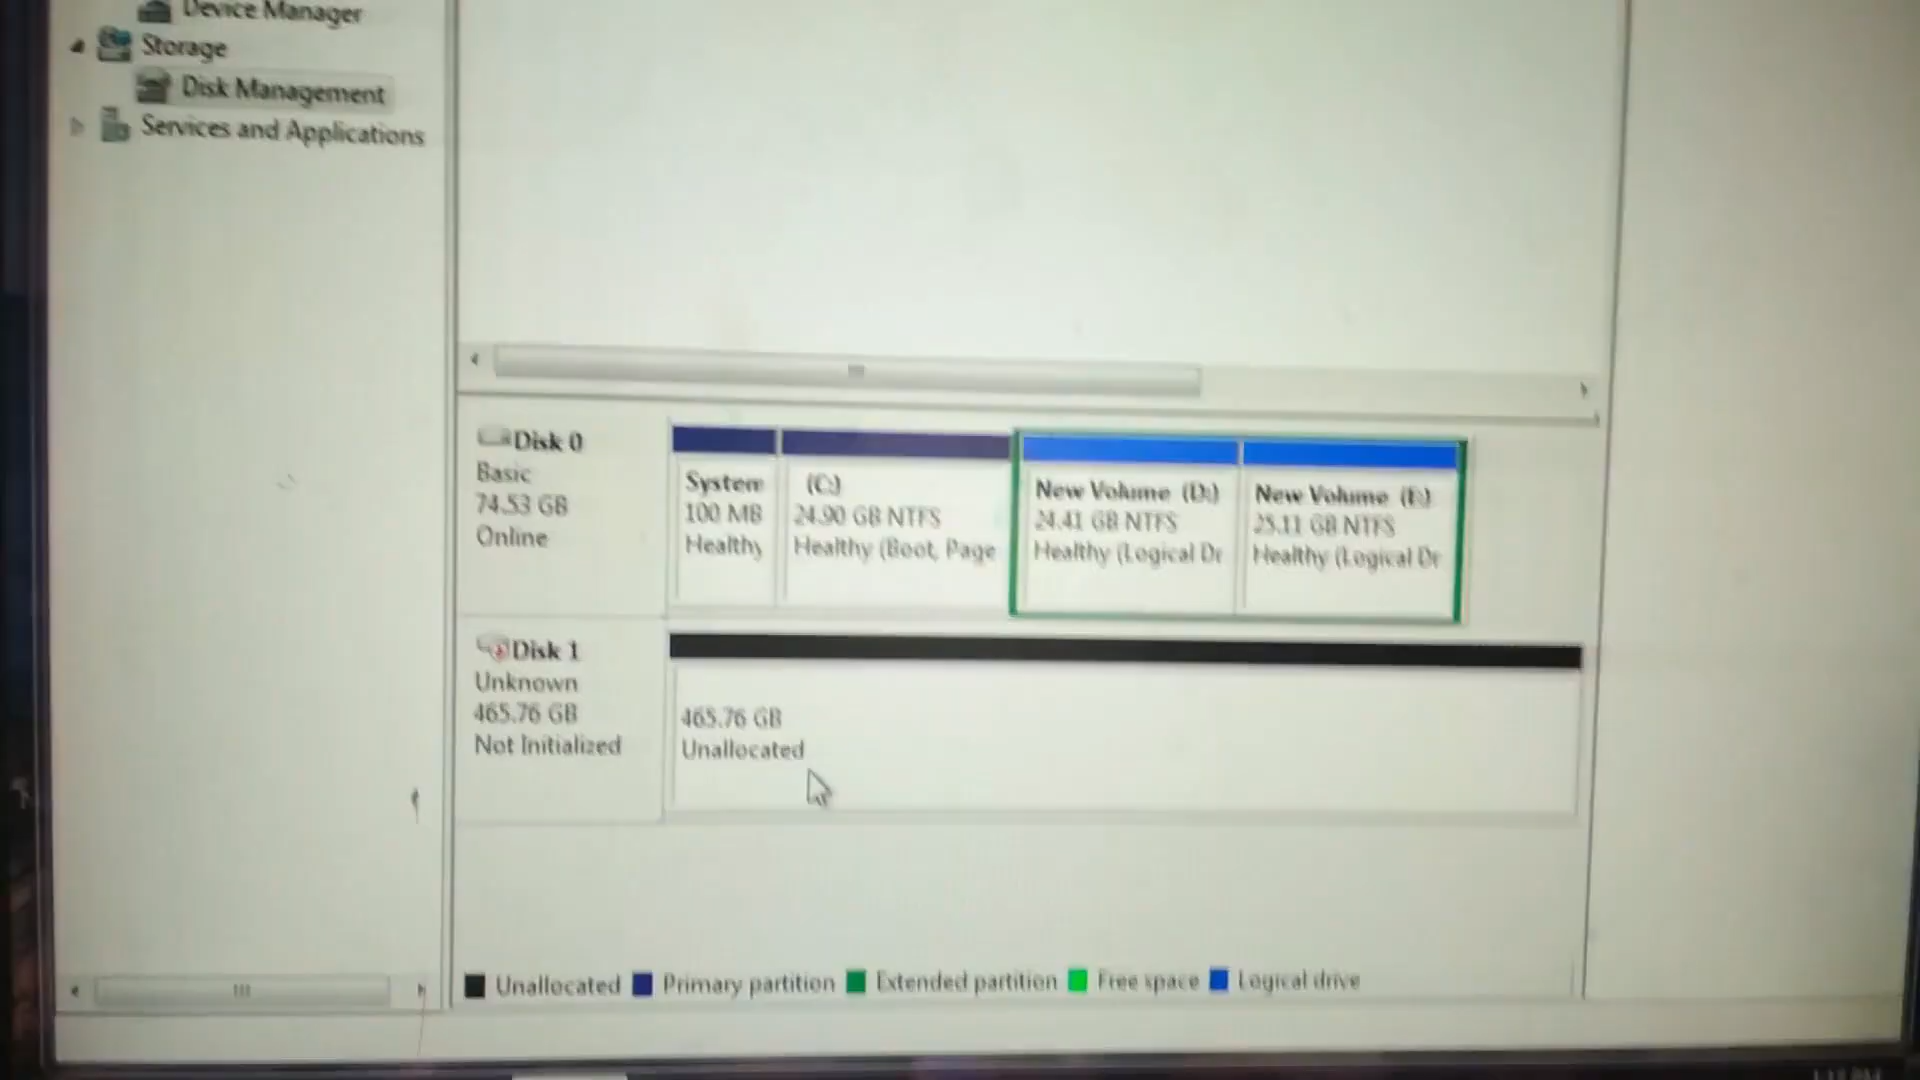 Device Manager
Storage
Disk Management
Services and Applications
Disk 0
Basic
74.53 GB
Online
System
100 MB
Healthy
(C:)
24.90 GB NTFS
Healthy (Boot, Page
New Volume (D:)
24.41 GB NTFS
Healthy (Logical Dr
New Volume (E:)
25.11 GB NTFS
Healthy (Logical Dr
Disk 1
Unknown
465.76 GB
Not Initialized
465.76 GB
Unallocated
Unallocated
Primary partition
Extended partition
Free space
Logical drive